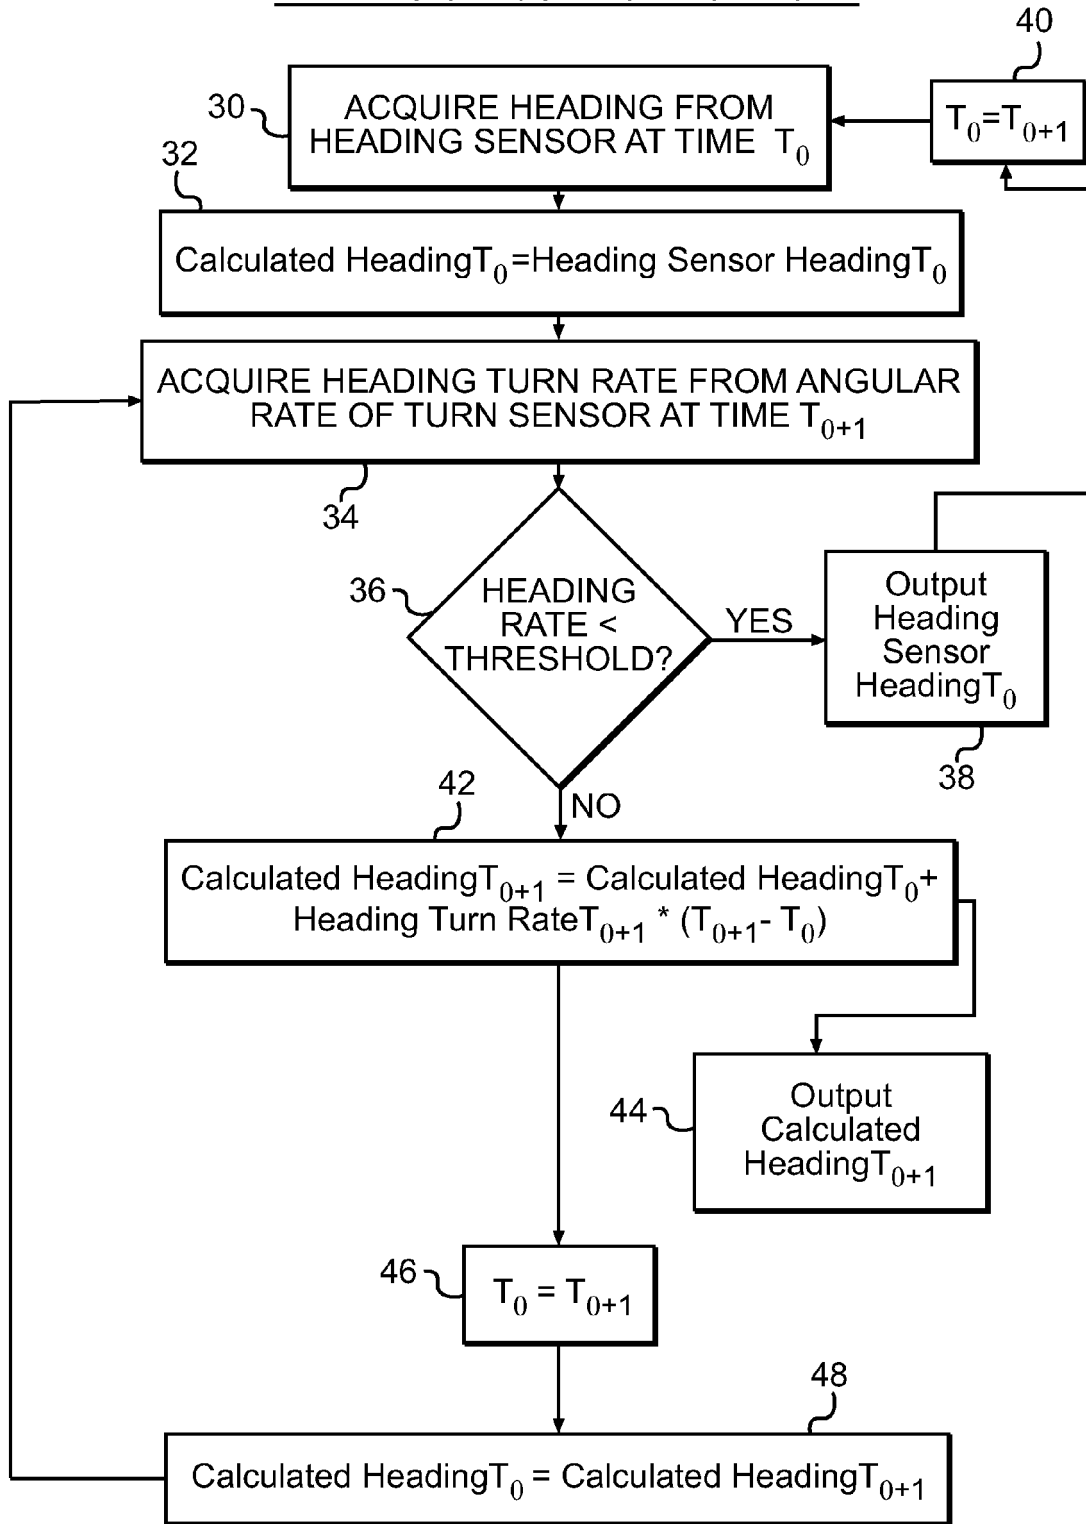 40
30
ACQUIRE HEADING FROM
HEADING SENSOR AT TIME T₀
T₀=T₀₊₁
32
Calculated HeadingT₀=Heading Sensor HeadingT₀
ACQUIRE HEADING TURN RATE FROM ANGULAR
RATE OF TURN SENSOR AT TIME T₀₊₁
34
36
HEADING
RATE <
THRESHOLD?
YES
Output
Heading
Sensor
HeadingT₀
38
NO
42
Calculated HeadingT₀₊₁ = Calculated HeadingT₀+
Heading Turn RateT₀₊₁ * (T₀₊₁- T₀)
44
Output
Calculated
HeadingT₀₊₁
46
T₀ = T₀₊₁
48
Calculated HeadingT₀ = Calculated HeadingT₀₊₁